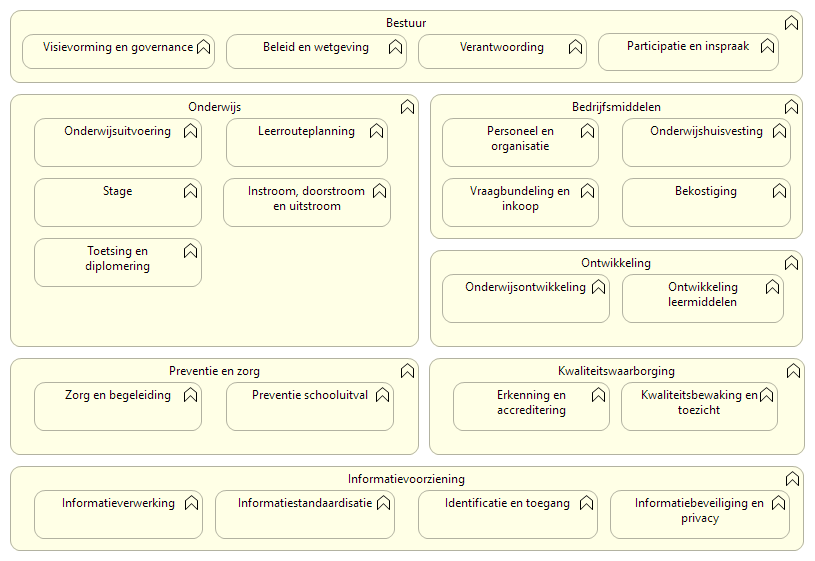 Bestuur
Visievorming en governance
Beleid en wetgeving
Verantwoording
Participatie en inspraak
Onderwijs
Onderwijsuitvoering
Leerrouteplanning
Stage
Instroom, doorstroom
en uitstroom
Toetsing en
diplomering
Bedrijfsmiddelen
Personeel en
organisatie
Onderwijshuisvesting
Vraagbundeling en
inkoop
Bekostiging
Ontwikkeling
Onderwijsontwikkeling
Ontwikkeling
leermiddelen
Preventie en zorg
Zorg en begeleiding
Preventie schooluitval
Kwaliteitswaarborging
Erkenning en
accreditering
Kwaliteitsbewaking en
toezicht
Informatievoorziening
Informatieverwerking
Informatiestandaardisatie
Identificatie en toegang
Informatiebeveiliging en
privacy